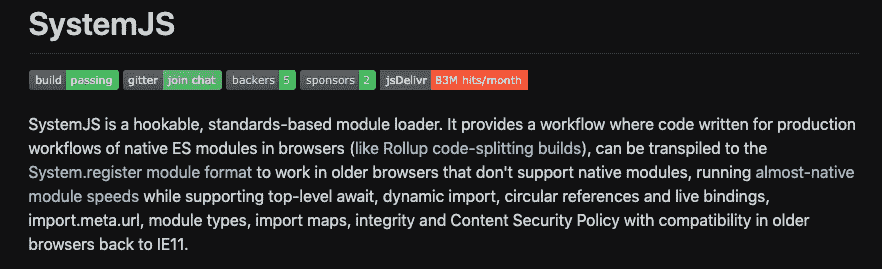 SystemJS
build passing gitter join chat backers 5 sponsors 2 jsDelivr 83M hits/month
SystemJS is a hookable, standards-based module loader. It provides a workflow where code written for production
workflows of native ES modules in browsers (like Rollup code-splitting builds), can be transpiled to the
System.register module format to work in older browsers that don't support native modules, running almost-native
module speeds while supporting top-level await, dynamic import, circular references and live bindings,
import.meta.url, module types, import maps, integrity and Content Security Policy with compatibility in older
browsers back to IE11.